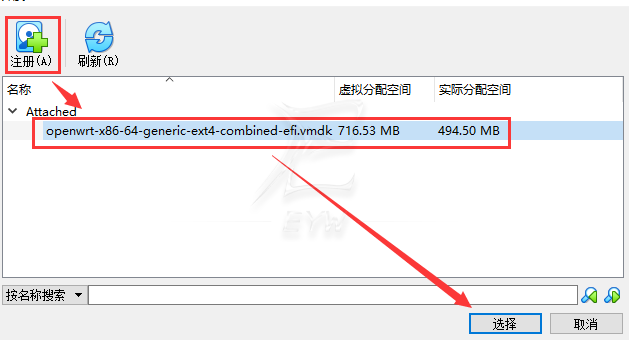 注册(A)
刷新(R)
名称 虚拟分配空间 实际分配空间
Attached
openwrt-x86-64-generic-ext4-combined-efi.vmdk 716.53 MB 494.50 MB
EYW
按名称搜索
选择 取消